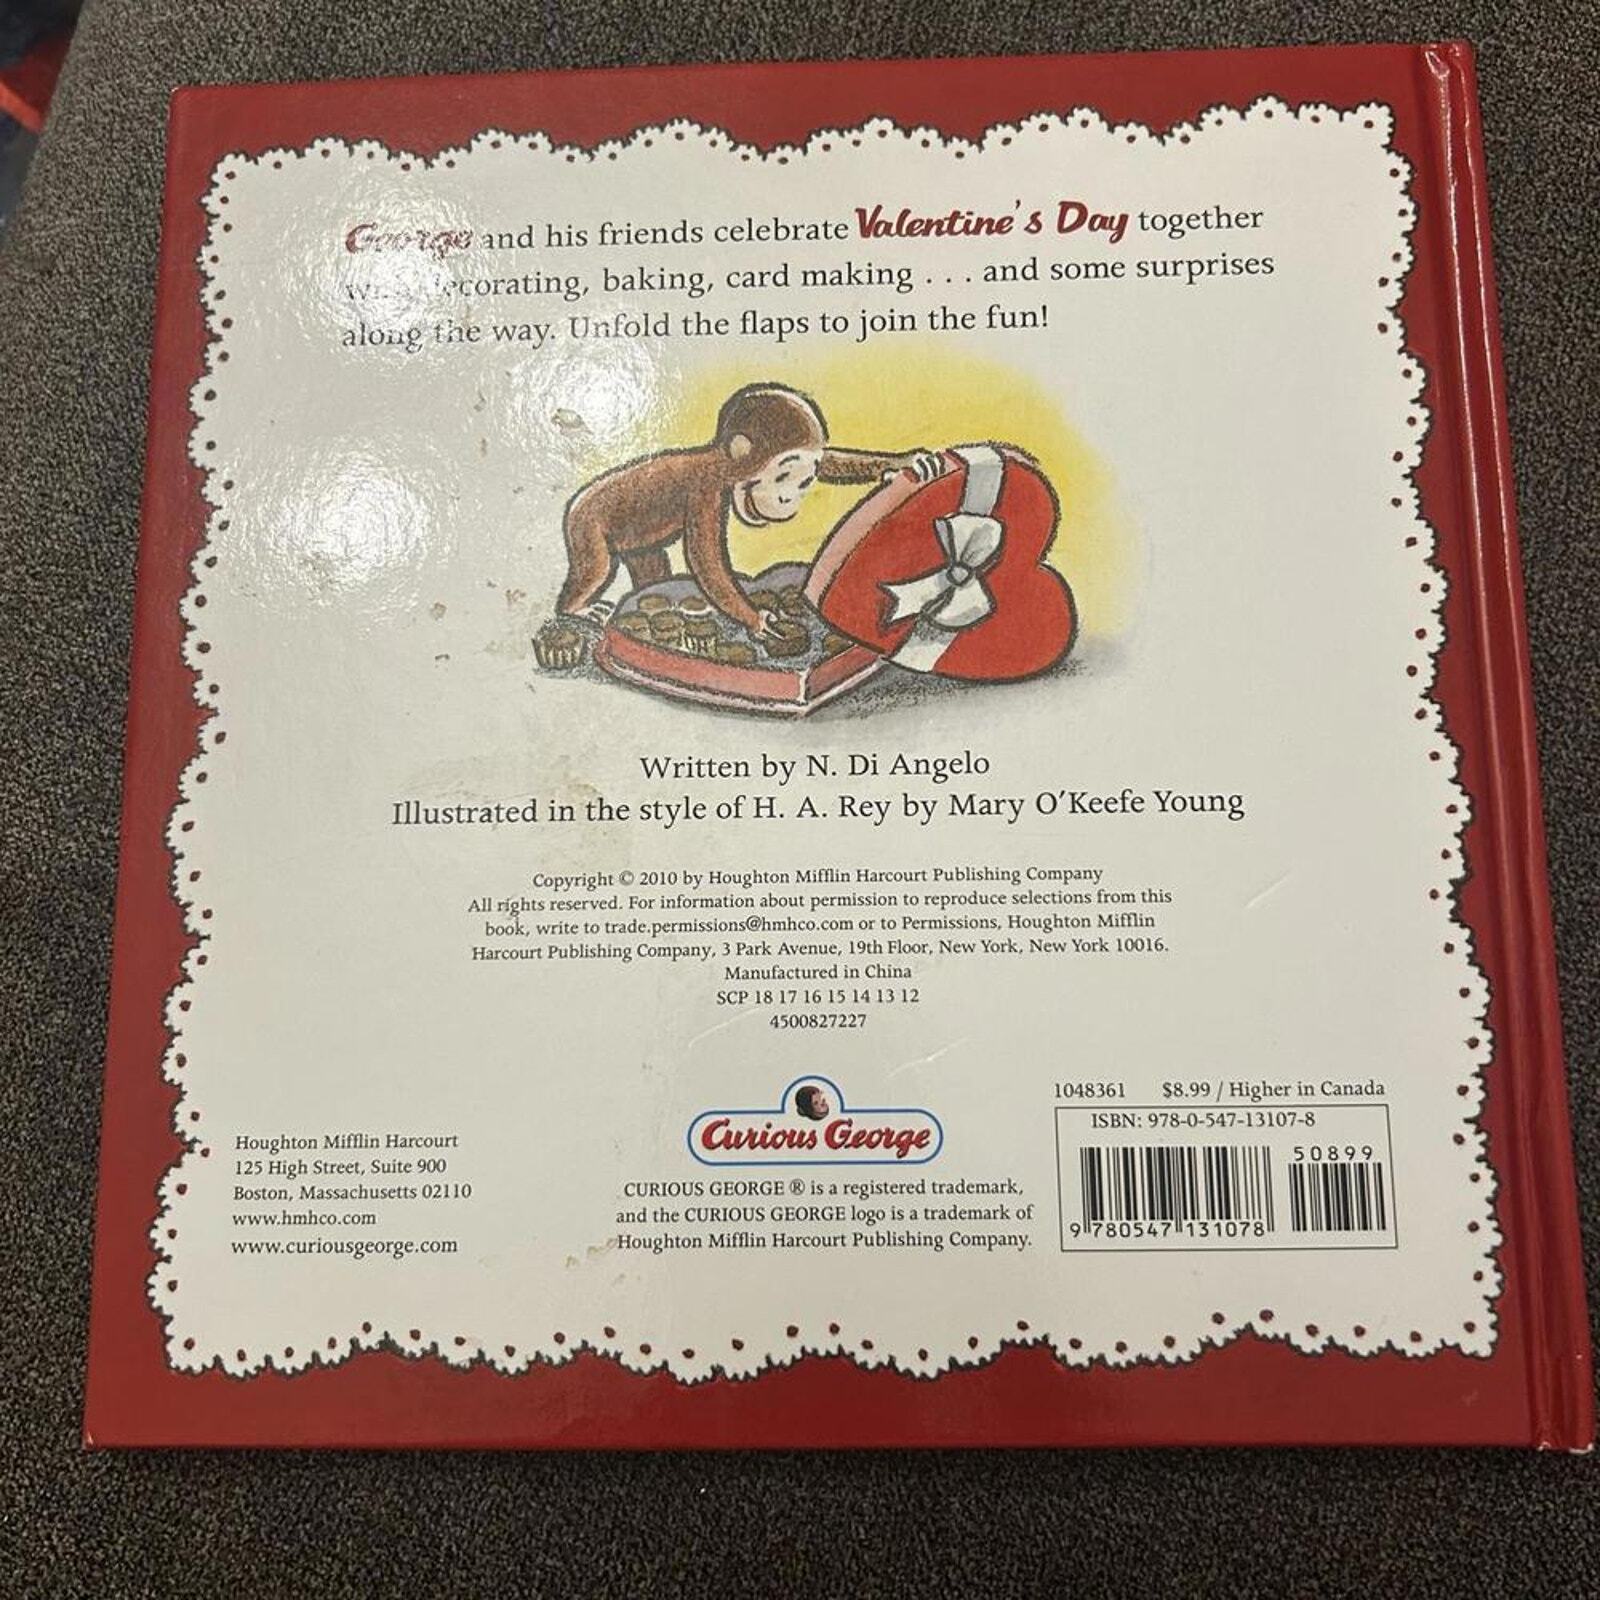 George and his friends celebrate Valentine's Day together
decorating, baking, card making . . . and some surprises
along the way. Unfold the flaps to join the fun!
Written by N. Di Angelo
Illustrated in the style of H. A. Rey by Mary O'Keefe Young
Copyright © 2010 by Houghton Mifflin Harcourt Publishing Company
All rights reserved. For information about permission to reproduce selections from this
book, write to trade.permissions@hmhco.com or to Permissions, Houghton Mifflin
Harcourt Publishing Company, 3 Park Avenue, 19th Floor, New York, New York 10016.
Manufactured in China
SCP 18 17 16 15 14 13 12
4500827227
Houghton Mifflin Harcourt
125 High Street, Suite 900
Boston, Massachusetts 02110
www.hmhco.com
www.curiousgeorge.com
Curious George
CURIOUS GEORGE ® is a registered trademark,
and the CURIOUS GEORGE logo is a trademark of
Houghton Mifflin Harcourt Publishing Company.
1048361 $8.99 / Higher in Canada
ISBN: 978-0-547-13107-8
50899
9 780547 131078